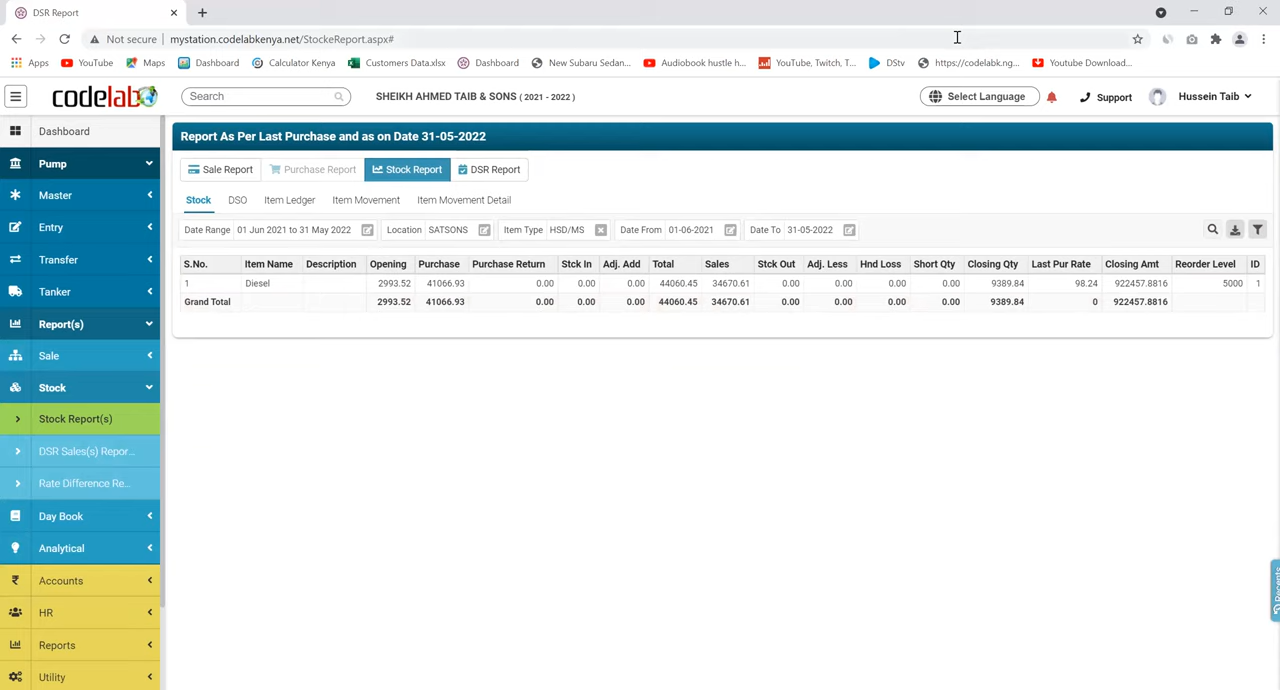 DSR Report
Not secure mystation.codelabkenya.net/StockeReport.aspx#
Apps YouTube Maps Dashboard Calculator Kenya Customers Data.xlsx Dashboard New Subaru Sedan... Audiobook hustle h... YouTube, Twitch, T... DStv https://codelabk.ng... Youtube Download...
codelab Search SHEIKH AHMED TAIB & SONS ( 2021 - 2022 ) Select Language Support Hussein Taib
Dashboard
Pump
Master
Entry
Transfer
Tanker
Report(s)
Sale
Stock
Stock Report(s)
DSR Sales(s) Repor...
Rate Difference Re...
Day Book
Analytical
Accounts
HR
Reports
Utility
Report As Per Last Purchase and as on Date 31-05-2022
Sale Report Purchase Report Stock Report DSR Report
Stock DSO Item Ledger Item Movement Item Movement Detail
Date Range 01 Jun 2021 to 31 May 2022 Location SATSONS Item Type HSD/MS Date From 01-06-2021 Date To 31-05-2022
S.No. Item Name Description Opening Purchase Purchase Return Stck In Adj. Add Total Sales Stck Out Adj. Less Hnd Loss Short Qty Closing Qty Last Pur Rate Closing Amt Reorder Level ID
1 Diesel 2993.52 41066.93 0.00 0.00 0.00 44060.45 34670.61 0.00 0.00 0.00 0.00 9389.84 98.24 922457.8816 5000 1
Grand Total 2993.52 41066.93 0.00 0.00 0.00 44060.45 34670.61 0.00 0.00 0.00 0.00 9389.84 0 922457.8816
Recents